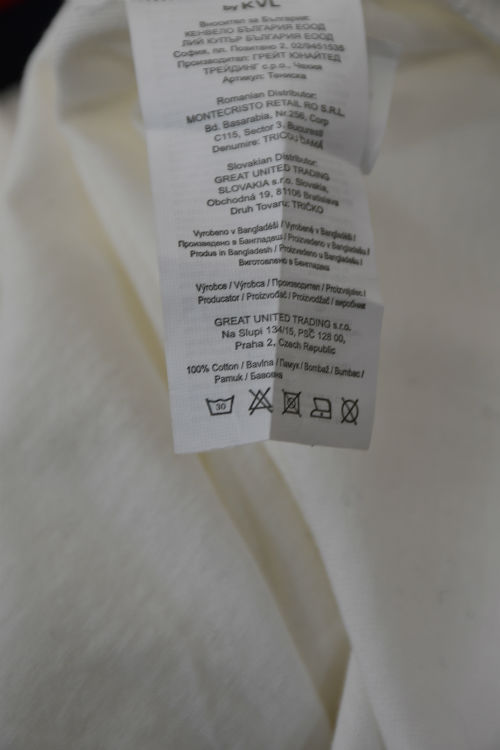 by KVL
Вносител за България:
КЕНВЕЛО БЪЛГАРИЯ ЕООД
ЛИЙ КУПЪР БЪЛГАРИЯ ЕООД
София, пл. Позитано 2, 02/9451536
Производител: ГРЕЙТ ЮНАЙТЕД
ТРЕЙДИНГ с.р.о., Чехия
Артикул: Тениска
Romanian Distributor:
MONTECRISTO RETAIL RO S.R.L.
Bd. Basarabia, Nr.256, Corp
C115, Sector 3, Bucuresti
Denumire: TRICOU DAMĂ
Slovakian Distributor:
GREAT UNITED TRADING
SLOVAKIA s.r.o. Slovakia,
Obchodná 19, 81106 Bratislava
Druh Tovaru: TRIČKO
Vyrobeno v Bangladéši / Vyrobené v Bangladéši /
Произведено в Бангладеш / Proizvedeno v Bangladešu /
Produs in Bangladesh / Proizvedeno u Bangladešu /
Виготовлено в Бангладеш
Výrobce / Výrobca / Производител / Proizvajalec /
Producator / Proizvođač / Proizvođač / виробник
GREAT UNITED TRADING s.r.o.
Na Slupi 134/15, PSČ 128 00,
Praha 2, Czech Republic
100% Cotton / Bavlna / Памук / Bombaž / Bumbac /
Pamuk / Бавовна
30